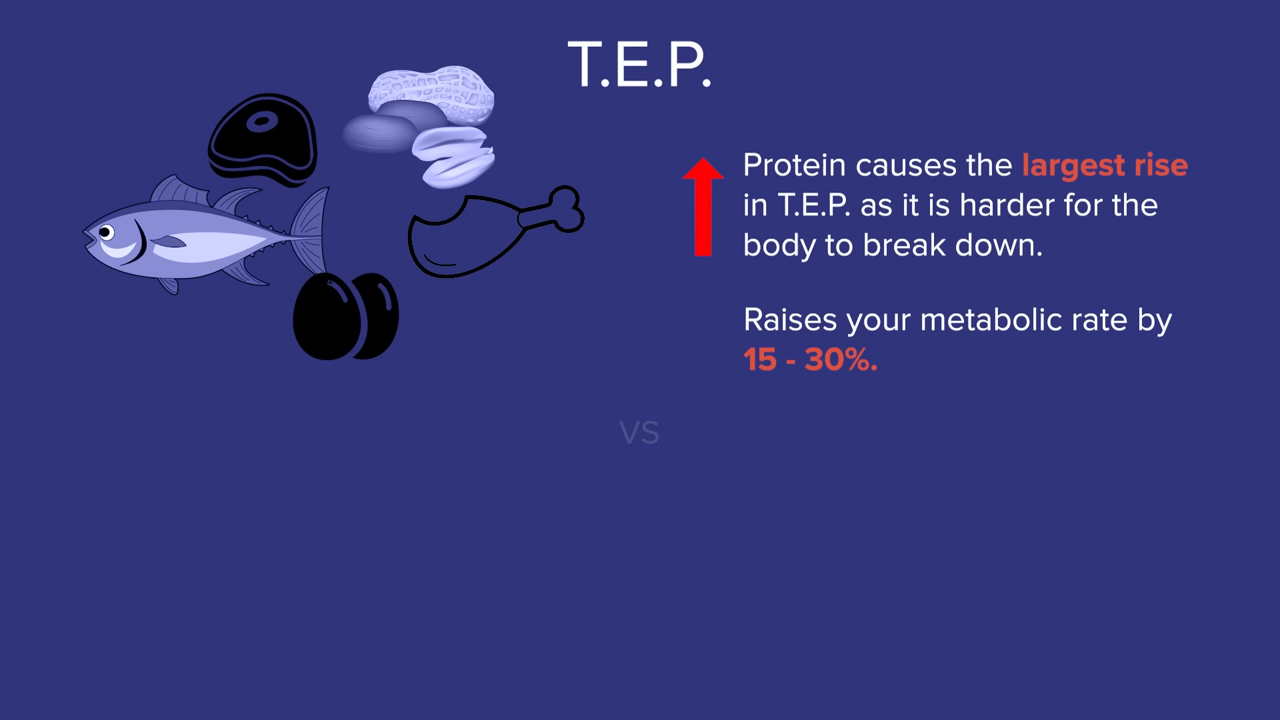 T.E.P.
Protein causes the largest rise
in T.E.P. as it is harder for the
body to break down.
Raises your metabolic rate by
15 - 30%.
VS